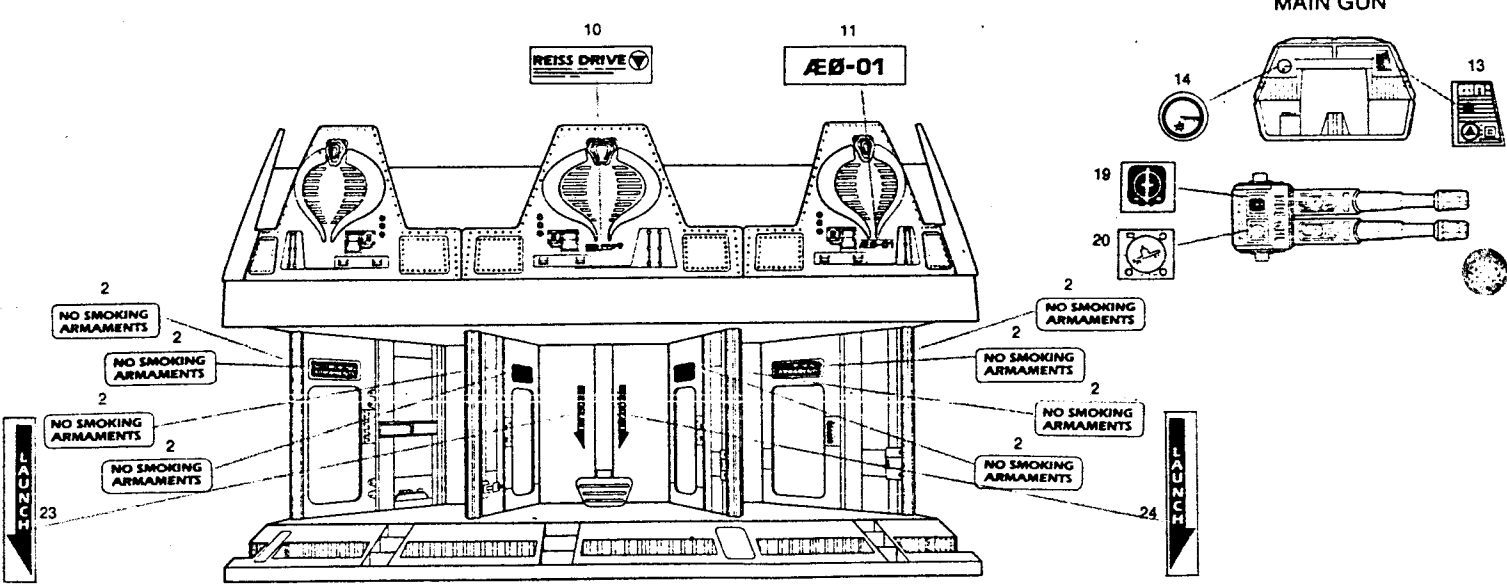 MAIN GUN
10
11
REISS DRIVE
ÆØ-01
14
13
19
20
ÆØ-01
2
NO SMOKING
ARMAMENTS
2
NO SMOKING
ARMAMENTS
2
NO SMOKING
ARMAMENTS
2
NO SMOKING
ARMAMENTS
2
NO SMOKING
ARMAMENTS
2
NO SMOKING
ARMAMENTS
2
NO SMOKING
ARMAMENTS
2
NO SMOKING
ARMAMENTS
LAUNCH
23
24
LAUNCH